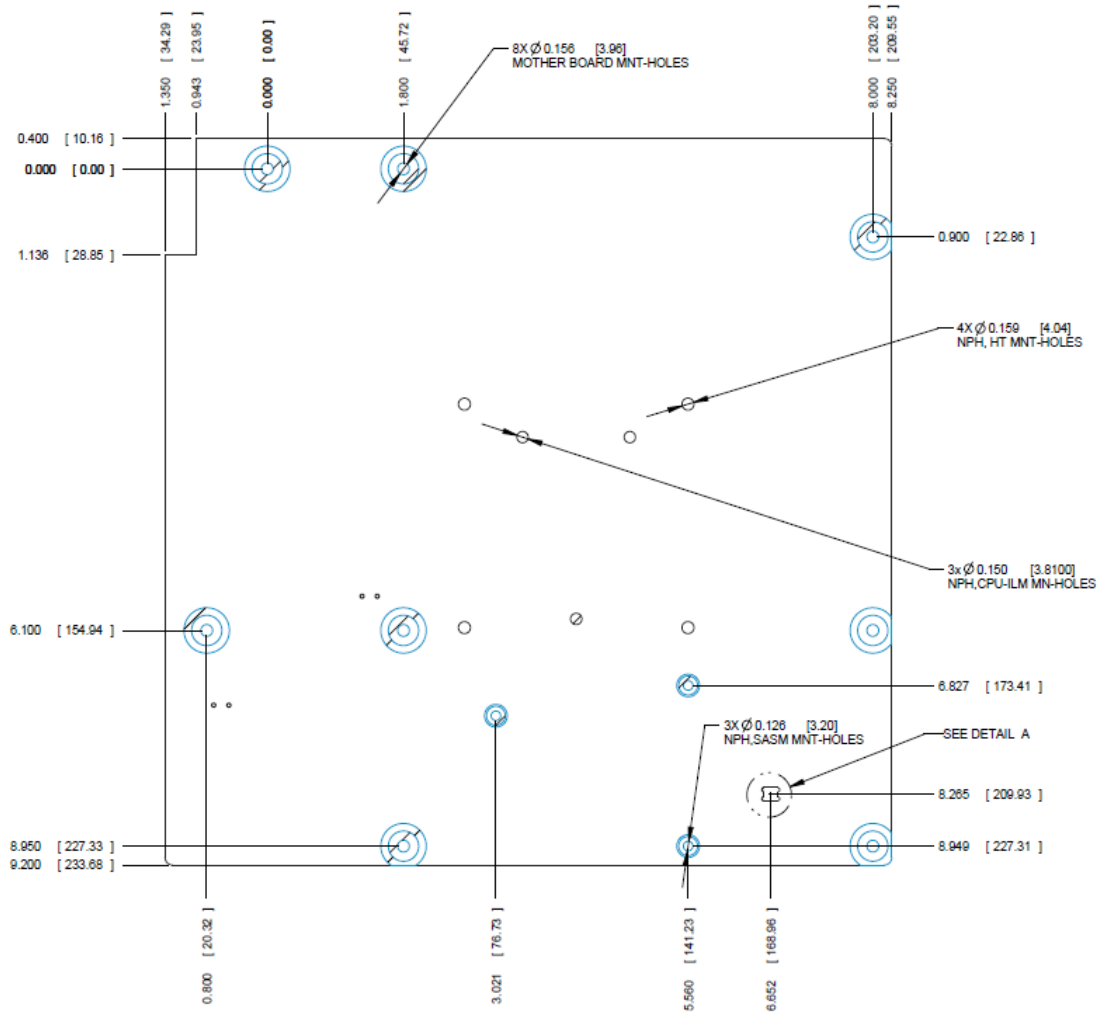 1.350 [ 34.29 ]
0.943 [ 23.95 ]
0.000 [ 0.00 ]
1.800 [ 45.72 ]
8.000 [ 203.20 ]
8.250 [ 209.55 ]
8X Ø 0.156 [3.96]
MOTHER BOARD MNT-HOLES
0.400 [ 10.16 ]
0.000 [ 0.00 ]
0.900 [ 22.86 ]
1.136 [ 28.85 ]
4X Ø 0.159 [4.04]
NPH, HT MNT-HOLES
3x Ø 0.150 [3.8100]
NPH,CPU-ILM MN-HOLES
6.100 [ 154.94 ]
6.827 [ 173.41 ]
3X Ø 0.126 [3.20]
NPH,SASM MNT-HOLES
SEE DETAIL A
8.265 [ 209.93 ]
8.950 [ 227.33 ]
8.949 [ 227.31 ]
9.200 [ 233.68 ]
0.800 [ 20.32 ]
3.021 [ 76.73 ]
5.560 [ 141.23 ]
6.652 [ 168.96 ]